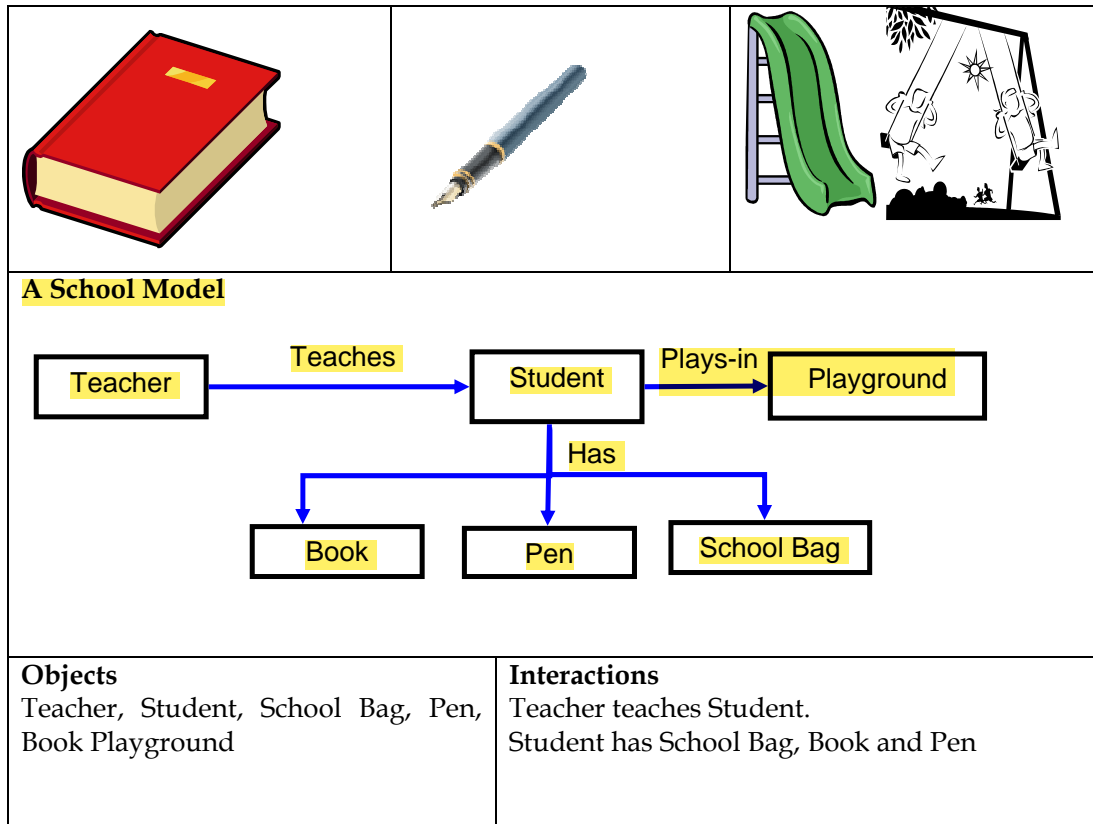 A School Model
Teaches
Plays-in
Teacher
Student
Playground
Has
Book
Pen
School Bag
Objects
Teacher, Student, School Bag, Pen,
Book Playground
Interactions
Teacher teaches Student.
Student has School Bag, Book and Pen